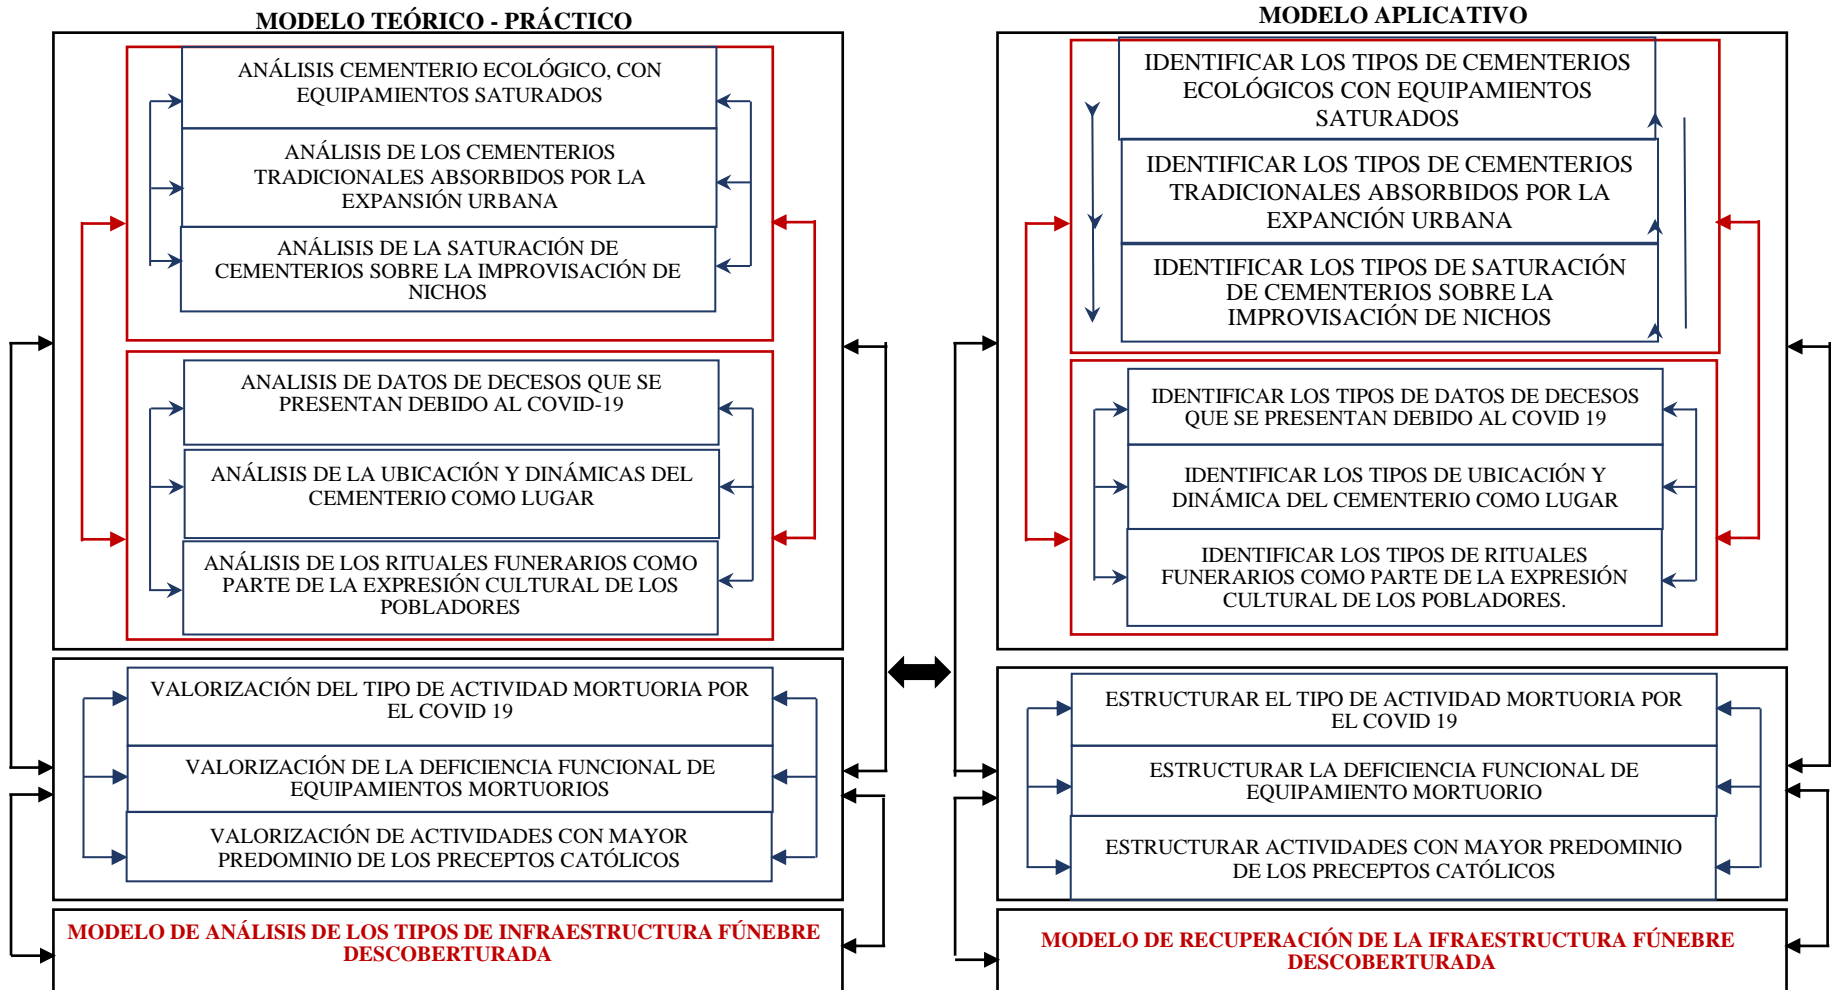 MODELO TEÓRICO - PRÁCTICO
ANÁLISIS CEMENTERIO ECOLÓGICO, CON
EQUIPAMIENTOS SATURADOS
ANÁLISIS DE LOS CEMENTERIOS
TRADICIONALES ABSORBIDOS POR LA
EXPANSIÓN URBANA
ANÁLISIS DE LA SATURACIÓN DE
CEMENTERIOS SOBRE LA IMPROVISACIÓN DE
NICHOS
ANALISIS DE DATOS DE DECESOS QUE SE
PRESENTAN DEBIDO AL COVID-19
ANÁLISIS DE LA UBICACIÓN Y DINÁMICAS DEL
CEMENTERIO COMO LUGAR
ANÁLISIS DE LOS RITUALES FUNERARIOS COMO
PARTE DE LA EXPRESIÓN CULTURAL DE LOS
POBLADORES
VALORIZACIÓN DEL TIPO DE ACTIVIDAD MORTUORIA POR
EL COVID 19
VALORIZACIÓN DE LA DEFICIENCIA FUNCIONAL DE
EQUIPAMIENTOS MORTUORIOS
VALORIZACIÓN DE ACTIVIDADES CON MAYOR
PREDOMINIO DE LOS PRECEPTOS CATÓLICOS
MODELO DE ANÁLISIS DE LOS TIPOS DE INFRAESTRUCTURA FÚNEBRE
DESCOBERTURADA
MODELO APLICATIVO
IDENTIFICAR LOS TIPOS DE CEMENTERIOS
ECOLÓGICOS CON EQUIPAMIENTOS
SATURADOS
IDENTIFICAR LOS TIPOS DE CEMENTERIOS
TRADICIONALES ABSORBIDOS POR LA
EXPANCIÓN URBANA
IDENTIFICAR LOS TIPOS DE SATURACIÓN
DE CEMENTERIOS SOBRE LA
IMPROVISACIÓN DE NICHOS
IDENTIFICAR LOS TIPOS DE DATOS DE DECESOS
QUE SE PRESENTAN DEBIDO AL COVID 19
IDENTIFICAR LOS TIPOS DE UBICACIÓN Y
DINÁMICA DEL CEMENTERIO COMO LUGAR
IDENTIFICAR LOS TIPOS DE RITUALES
FUNERARIOS COMO PARTE DE LA EXPRESIÓN
CULTURAL DE LOS POBLADORES.
ESTRUCTURAR EL TIPO DE ACTIVIDAD MORTUORIA POR
EL COVID 19
ESTRUCTURAR LA DEFICIENCIA FUNCIONAL DE
EQUIPAMIENTO MORTUORIO
ESTRUCTURAR ACTIVIDADES CON MAYOR PREDOMINIO
DE LOS PRECEPTOS CATÓLICOS
MODELO DE RECUPERACIÓN DE LA IFRAESTRUCTURA FÚNEBRE
DESCOBERTURADA